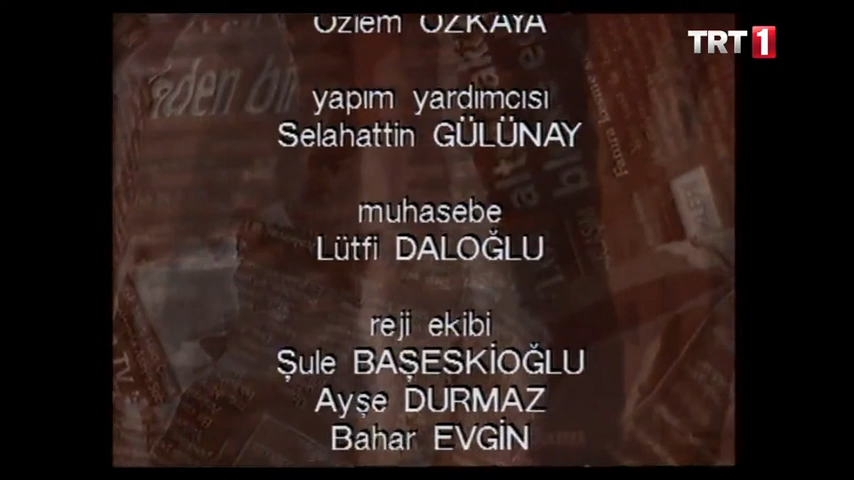 Özlem ÖZKAYA
TRT 1
yapım yardımcısı
Selahattin GÜLÜNAY
muhasebe
Lütfi DALOĞLU
reji ekibi
Şule BAŞESKİOĞLU
Ayşe DURMAZ
Bahar EVGİN